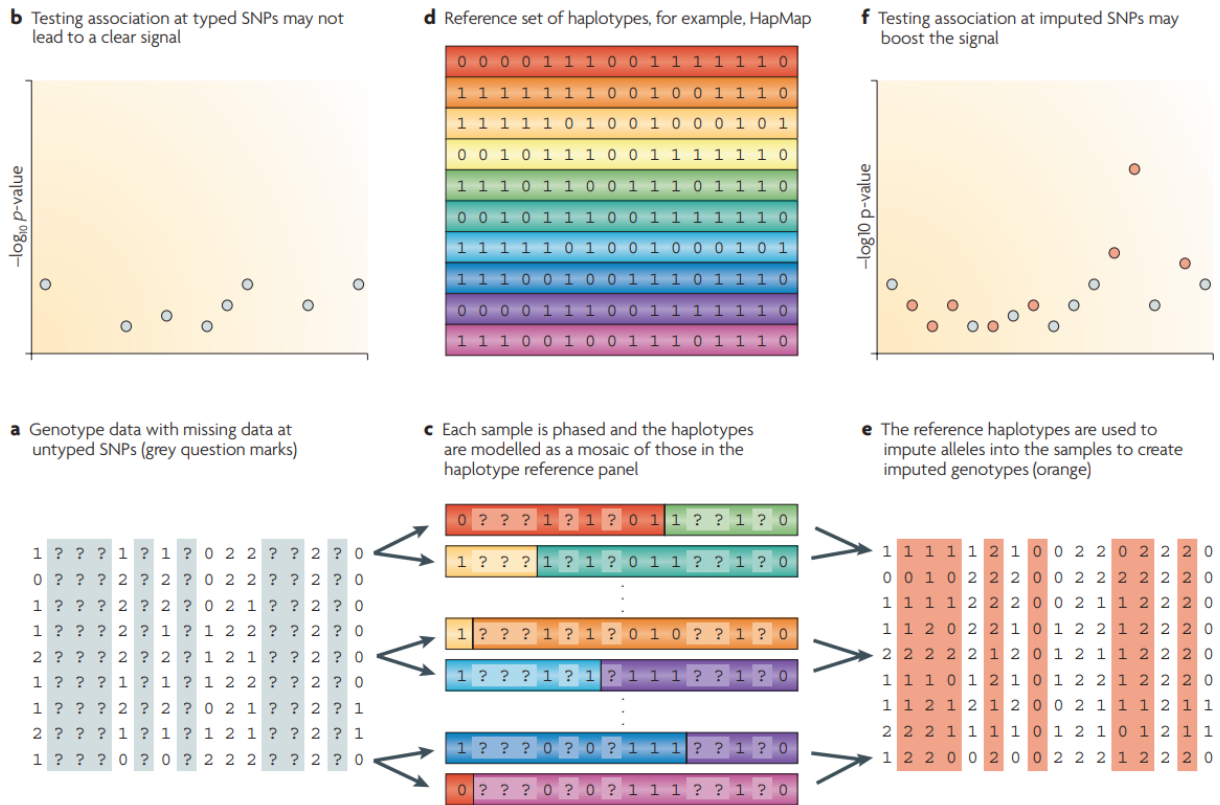 b Testing association at typed SNPs may not
lead to a clear signal
−log10 p-value
d Reference set of haplotypes, for example, HapMap
0 0 0 0 1 1 1 0 0 1 1 1 1 1 1 0
1 1 1 1 1 1 1 0 0 1 0 0 1 1 1 0
1 1 1 1 1 0 1 0 0 1 0 0 0 1 0 1
0 0 1 0 1 1 1 0 0 1 1 1 1 1 1 0
1 1 1 0 1 1 0 0 1 1 1 0 1 1 1 0
0 0 1 0 1 1 1 0 0 1 1 1 1 1 1 0
1 1 1 1 1 0 1 0 0 1 0 0 0 1 0 1
1 1 1 0 0 1 0 0 1 1 1 0 1 1 1 0
0 0 0 0 1 1 1 0 0 1 1 1 1 1 1 0
1 1 1 0 0 1 0 0 1 1 1 0 1 1 1 0
f Testing association at imputed SNPs may
boost the signal
−log10 p-value
a Genotype data with missing data at
untyped SNPs (grey question marks)
1 ? ? ? 1 ? 1 ? 0 2 2 ? ? 2 ? 0
0 ? ? ? 2 ? 2 ? 0 2 2 ? ? 2 ? 0
1 ? ? ? 2 ? 2 ? 0 2 1 ? ? 2 ? 0
1 ? ? ? 2 ? 1 ? 1 2 2 ? ? 2 ? 0
2 ? ? ? 2 ? 2 ? 1 2 1 ? ? 2 ? 0
1 ? ? ? 1 ? 1 ? 1 2 2 ? ? 2 ? 0
1 ? ? ? 2 ? 2 ? 0 2 1 ? ? 2 ? 1
2 ? ? ? 1 ? 1 ? 1 2 1 ? ? 2 ? 1
1 ? ? ? 0 ? 0 ? 2 2 2 ? ? 2 ? 0
c Each sample is phased and the haplotypes
are modelled as a mosaic of those in the
haplotype reference panel
0 ? ? ? 1 ? 1 ? 0 1 1 ? ? 1 ? 0
1 ? ? ? 1 ? 1 ? 0 1 1 ? ? 1 ? 0
1 ? ? ? 1 ? 1 ? 0 1 0 ? ? 1 ? 0
1 ? ? ? 1 ? 1 ? 1 1 1 ? ? 1 ? 0
1 ? ? ? 0 ? 0 ? 1 1 1 ? ? 1 ? 0
0 ? ? ? 0 ? 0 ? 1 1 1 ? ? 1 ? 0
e The reference haplotypes are used to
impute alleles into the samples to create
imputed genotypes (orange)
1 1 1 1 1 2 1 0 0 2 2 0 2 2 2 0
0 0 1 0 2 2 2 0 0 2 2 2 2 2 2 0
1 1 1 1 2 2 2 0 0 2 1 1 2 2 2 0
1 1 2 0 2 2 1 0 1 2 2 1 2 2 2 0
2 2 2 2 2 1 2 0 1 2 1 1 2 2 2 0
1 1 1 0 1 2 1 0 1 2 2 1 2 2 2 0
1 1 2 1 2 1 2 0 0 2 1 1 1 2 1 1
2 2 2 1 1 1 1 0 1 2 1 0 1 2 1 1
1 2 2 0 0 2 0 0 2 2 2 1 2 2 2 0